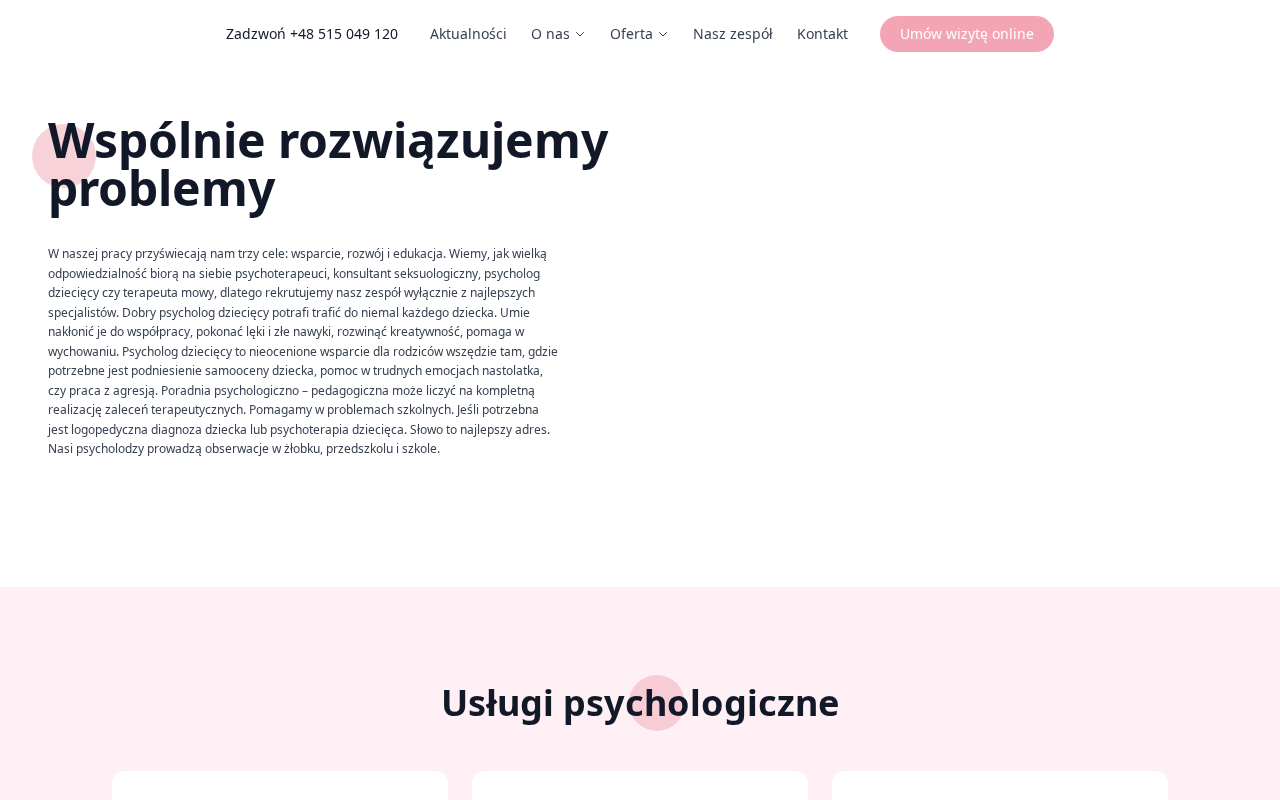 Zadzwoń +48 515 049 120
Aktualności
O nas
Oferta
Nasz zespół
Kontakt
Umów wizytę online
Wspólnie rozwiązujemy
problemy
W naszej pracy przyświecają nam trzy cele: wsparcie, rozwój i edukacja. Wiemy, jak wielką
odpowiedzialność biorą na siebie psychoterapeuci, konsultant seksuologiczny, psycholog
dziecięcy czy terapeuta mowy, dlatego rekrutujemy nasz zespół wyłącznie z najlepszych
specjalistów. Dobry psycholog dziecięcy potrafi trafić do niemal każdego dziecka. Umie
nakłonić je do współpracy, pokonać lęki i złe nawyki, rozwinąć kreatywność, pomaga w
wychowaniu. Psycholog dziecięcy to nieocenione wsparcie dla rodziców wszędzie tam, gdzie
potrzebne jest podniesienie samooceny dziecka, pomoc w trudnych emocjach nastolatka,
czy praca z agresją. Poradnia psychologiczno – pedagogiczna może liczyć na kompletną
realizację zaleceń terapeutycznych. Pomagamy w problemach szkolnych. Jeśli potrzebna
jest logopedyczna diagnoza dziecka lub psychoterapia dziecięca. Słowo to najlepszy adres.
Nasi psycholodzy prowadzą obserwacje w żłobku, przedszkolu i szkole.
Usługi psychologiczne